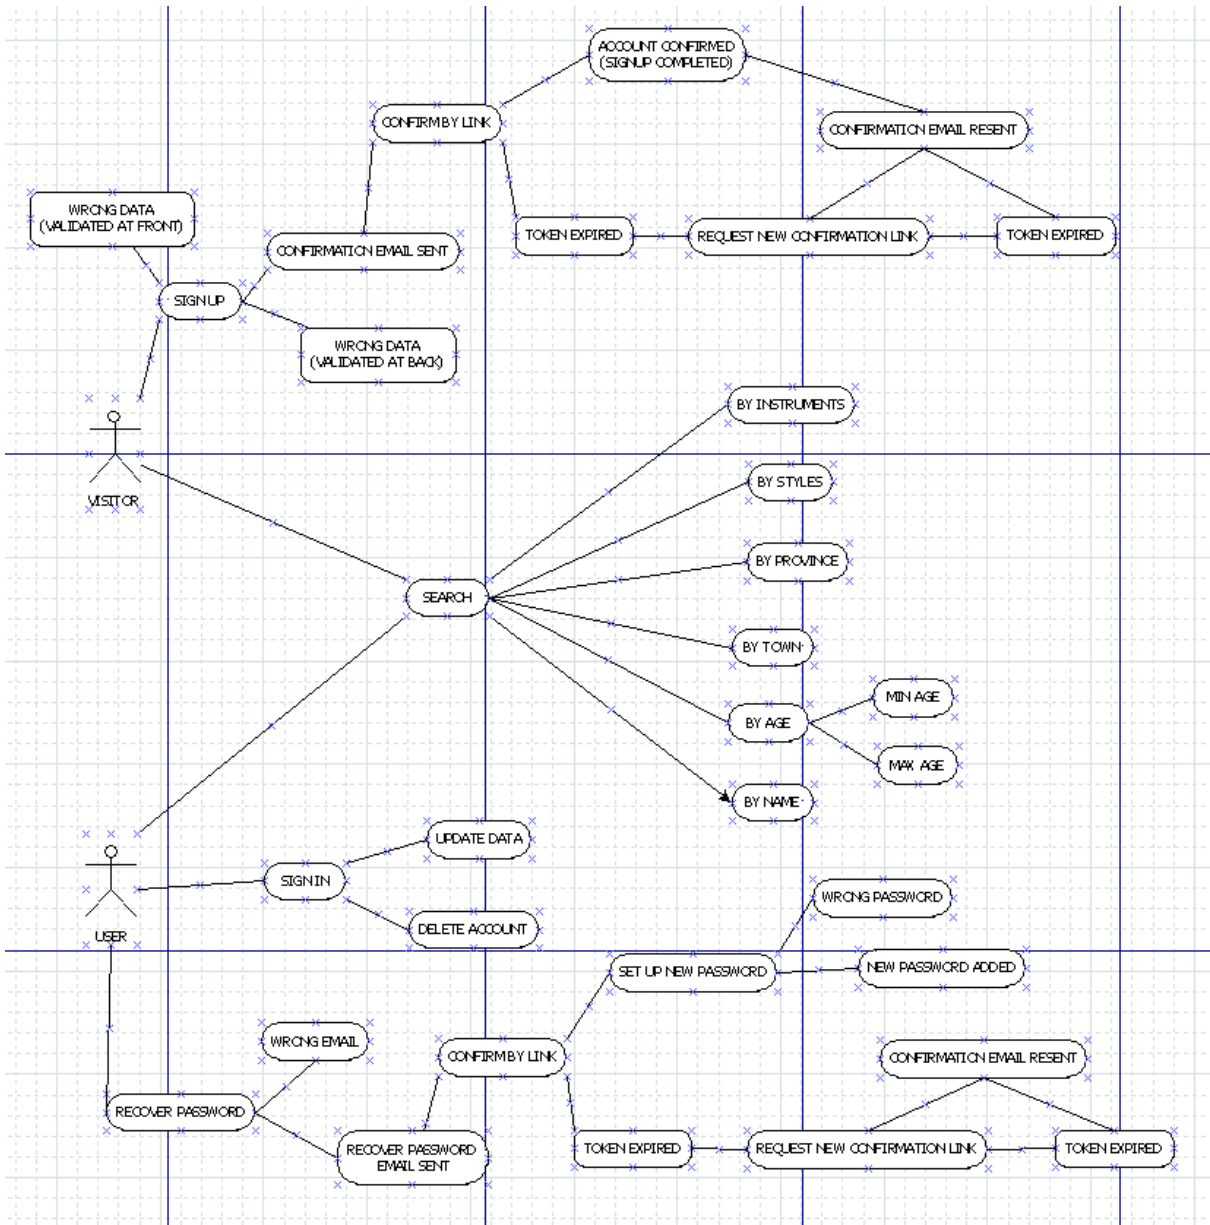 ACCOUNT CONFIRMED
(SIGNUP COMPLETED)
CONFIRM BY LINK
CONFIRMATION EMAIL RESENT
WRONG DATA
(VALIDATED AT FRONT)
CONFIRMATION EMAIL SENT
TOKEN EXPIRED
REQUEST NEW CONFIRMATION LINK
TOKEN EXPIRED
SIGN UP
WRONG DATA
(VALIDATED AT BACK)
BY INSTRUMENTS
VISITOR
BY STYLES
BY PROVINCE
SEARCH
BY TOWN
MIN AGE
BY AGE
MAX AGE
BY NAME
UPDATE DATA
SIGN IN
WRONG PASSWORD
DELETE ACCOUNT
USER
SET UP NEW PASSWORD
NEW PASSWORD ADDED
WRONG EMAIL
CONFIRM BY LINK
CONFIRMATION EMAIL RESENT
RECOVER PASSWORD
RECOVER PASSWORD
EMAIL SENT
TOKEN EXPIRED
REQUEST NEW CONFIRMATION LINK
TOKEN EXPIRED